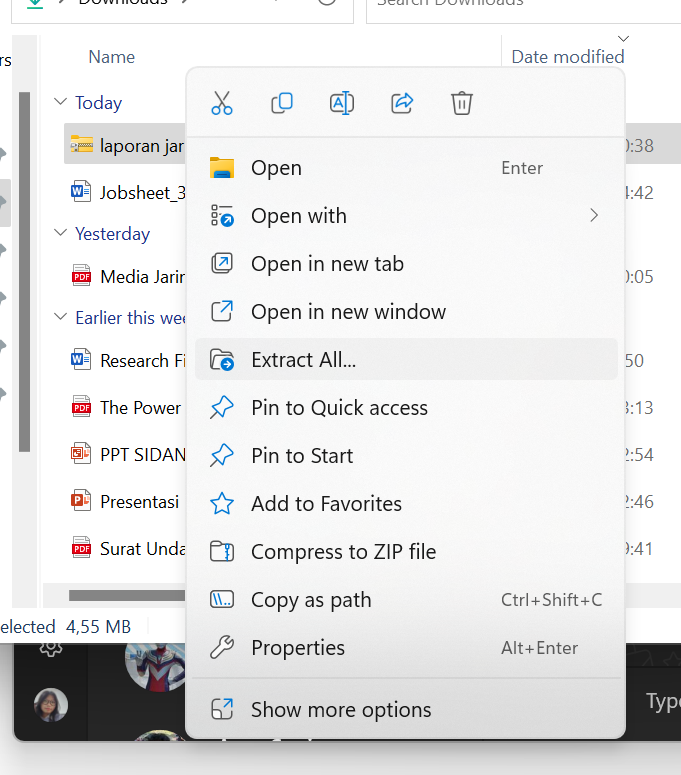 Downloads
Search Downloads
Name
Date modified
Today
laporan jar
0:38
Jobsheet_3
4:42
Yesterday
Media Jarin
0:05
Earlier this wee
Research Fi
50
The Power
3:13
PPT SIDAN
2:54
Presentasi
2:46
Surat Unda
9:41
elected 4,55 MB
Open Enter
Open with
Open in new tab
Open in new window
Extract All...
Pin to Quick access
Pin to Start
Add to Favorites
Compress to ZIP file
Copy as path Ctrl+Shift+C
Properties Alt+Enter
Show more options
Type